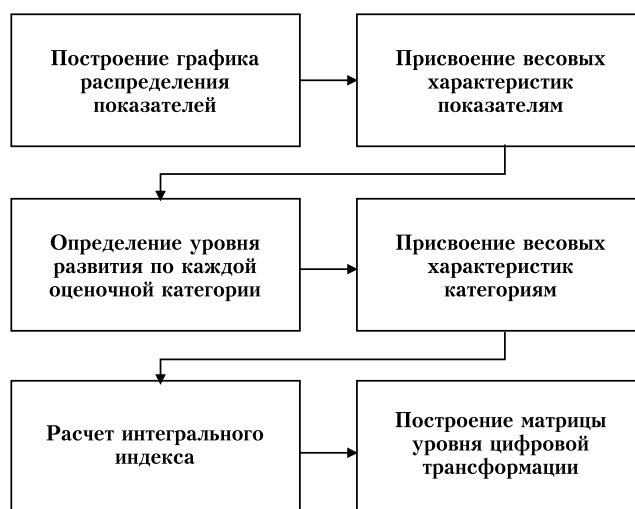 Построение графика
распределения
показателей
Присвоение весовых
характеристик
показателям
Определение уровня
развития по каждой
оценочной категории
Присвоение весовых
характеристик
категориям
Расчет интегрального
индекса
Построение матрицы
уровня цифровой
трансформации